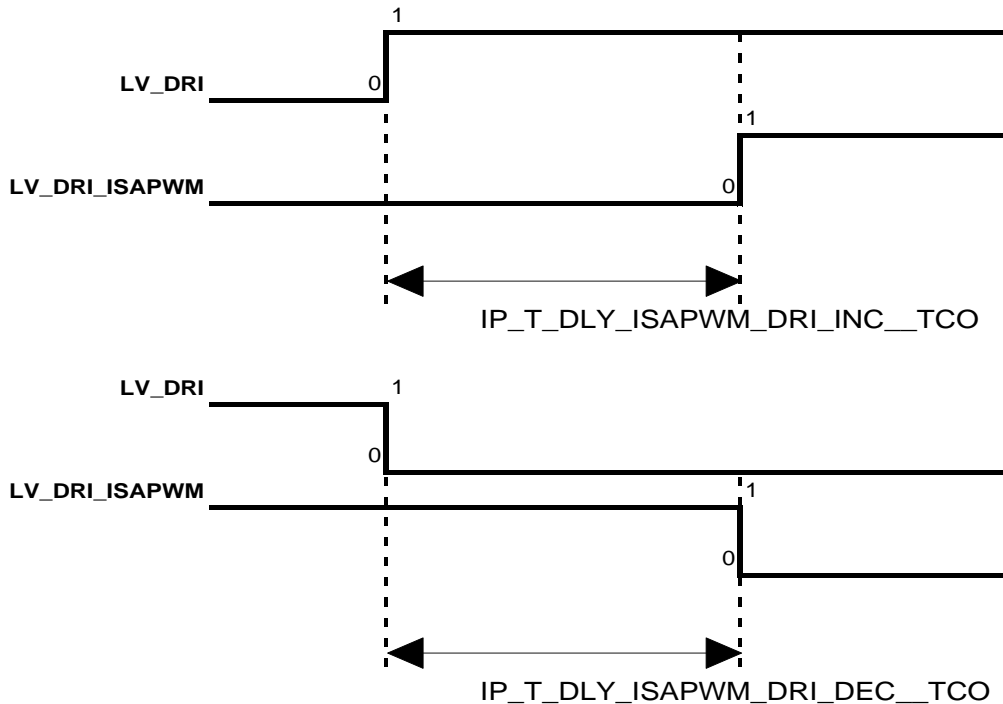 1
LV_DRI 0
1
LV_DRI_ISAPWM 0
IP_T_DLY_ISAPWM_DRI_INC__TCO
LV_DRI 1
0
LV_DRI_ISAPWM 1
0
IP_T_DLY_ISAPWM_DRI_DEC__TCO